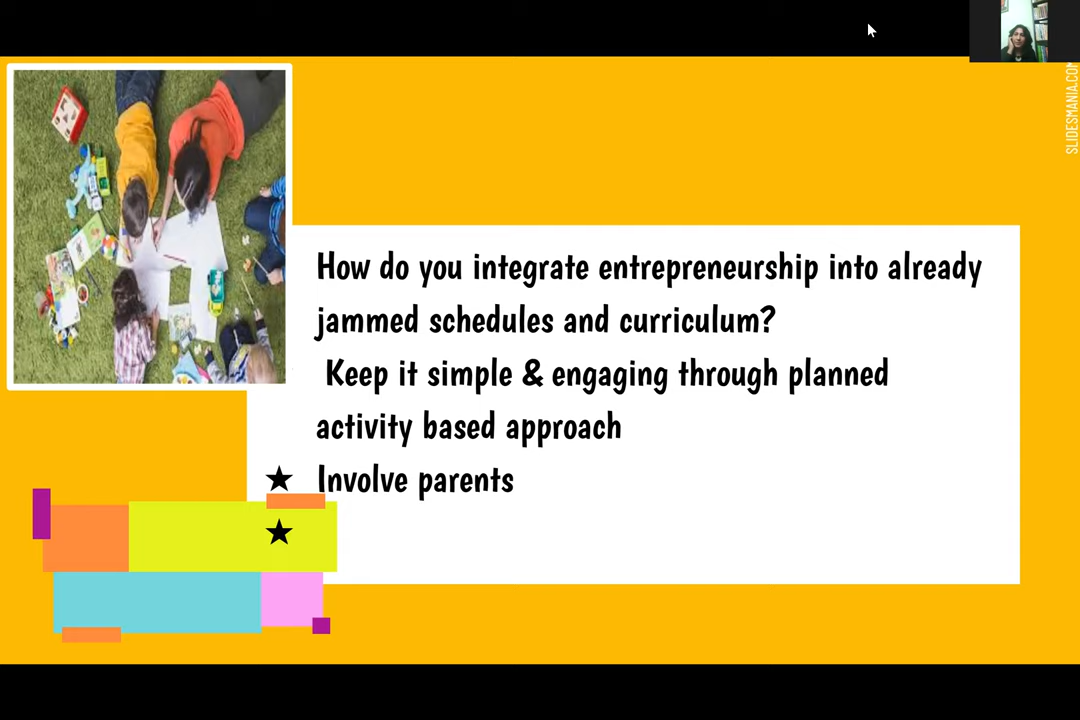 SLIDESMANIA.COM
How do you integrate entrepreneurship into already
jammed schedules and curriculum?
Keep it simple & engaging through planned
activity based approach
★ Involve parents
★